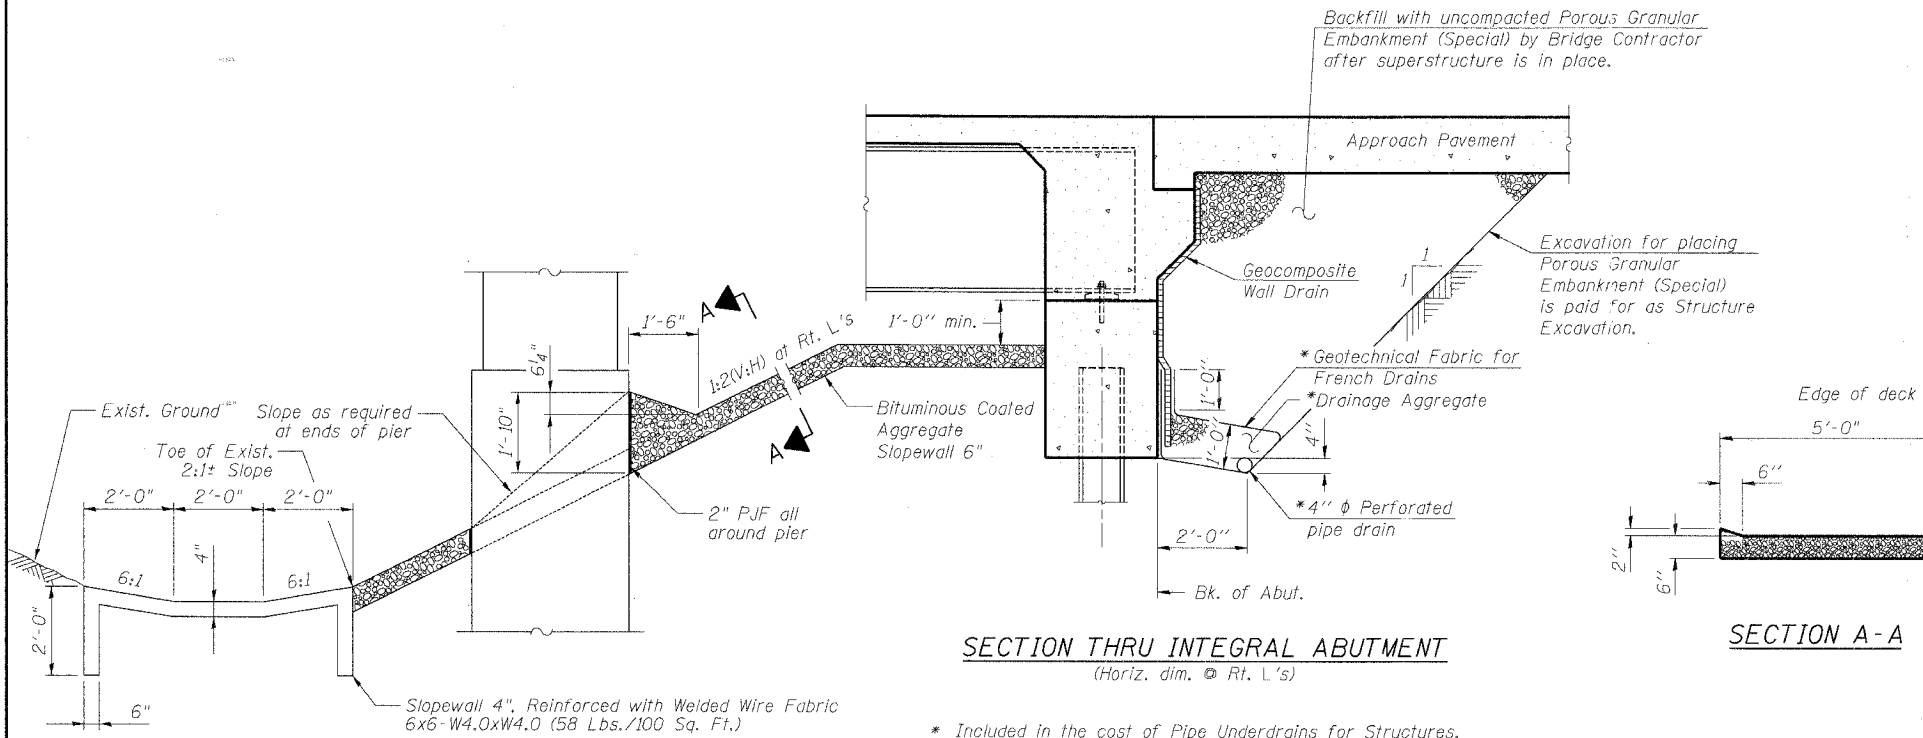 Backfill with uncompacted Porous Granular
Embankment (Special) by Bridge Contractor
after superstructure is in place.
Approach Pavement
Excavation for placing
Porous Granular
Embankment (Special)
is paid for as Structure
Excavation.
1
1
Geocomposite
Wall Drain
1'-6"
A
6¼"
1:2(V:H) at Rt. L's
1'-0" min.
* Geotechnical Fabric for
French Drains
* Drainage Aggregate
1'-0"
1'-0"
4"
Exist. Ground
Slope as required
at ends of pier
1'-10"
Bituminous Coated
Aggregate
Slopewall 6"
A
Toe of Exist.
2:1± Slope
2'-0"
2'-0"
2'-0"
2" PJF all
around pier
* 4" φ Perforated
pipe drain
2'-0"
Edge of deck
5'-0"
6"
2"
6"
6:1
4"
6:1
2'-0"
6"
Bk. of Abut.
SECTION THRU INTEGRAL ABUTMENT
(Horiz. dim. @ Rt. L's)
SECTION A-A
Slopewall 4", Reinforced with Welded Wire Fabric
6x6-W4.0xW4.0 (58 Lbs./100 Sq. Ft.)
* Included in the cost of Pipe Underdrains for Structures.